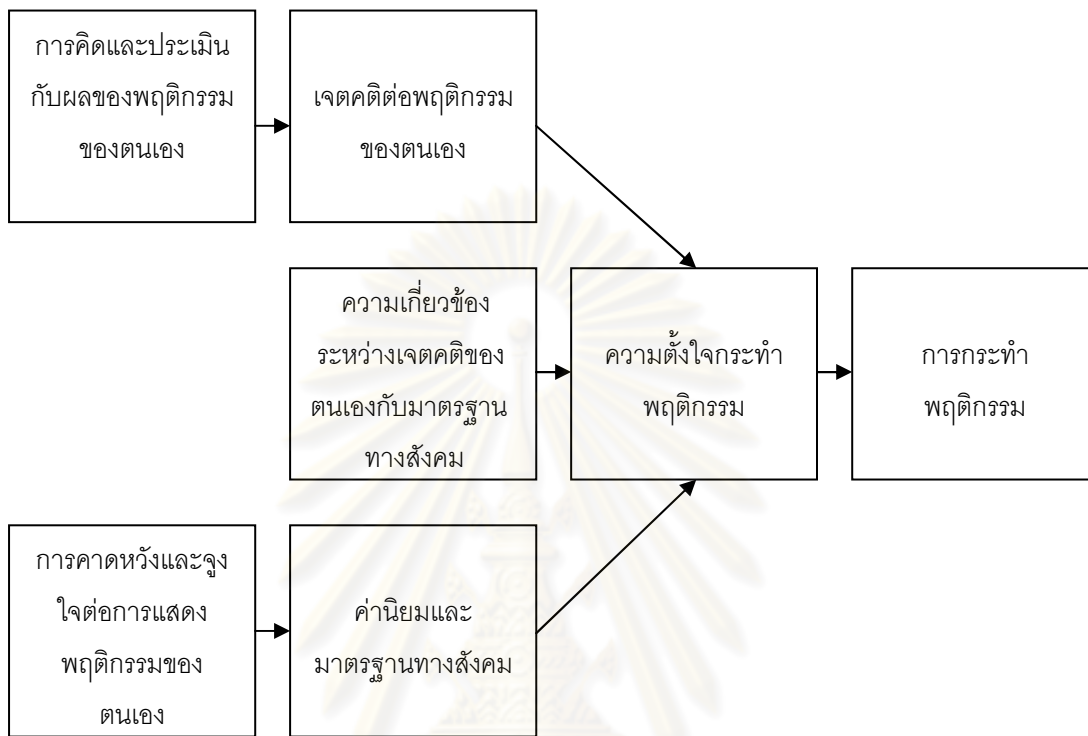 การคิดและประเมิน
กับผลของพฤติกรรม
ของตนเอง
เจตคติต่อพฤติกรรม
ของตนเอง
ความเกี่ยวข้อง
ระหว่างเจตคติของ
ตนเองกับมาตรฐาน
ทางสังคม
ความตั้งใจกระทำ
พฤติกรรม
การกระทำ
พฤติกรรม
การคาดหวังและจูง
ใจต่อการแสดง
พฤติกรรมของ
ตนเอง
ค่านิยมและ
มาตรฐานทางสังคม